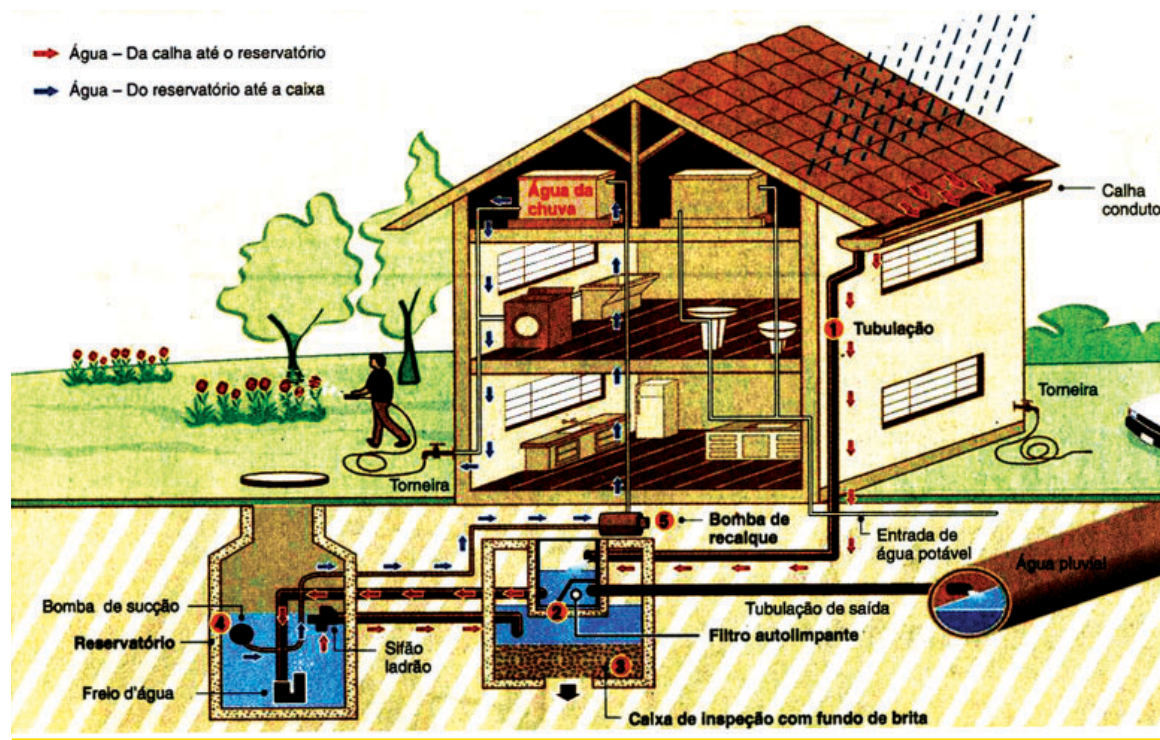 Água – Da calha até o reservatório
Água – Do reservatório até a caixa
Água da
chuva
Calha
conduto
1 Tubulação
Torneira
Torneira
5 Bomba de
recalque
Entrada de
água potável
Água pluvial
Bomba de sucção
4
Reservatório
Freio d'água
Sifão
ladrão
2
Filtro autolimpante
Tubulação de saída
3
Caixa de inspeção com fundo de brita